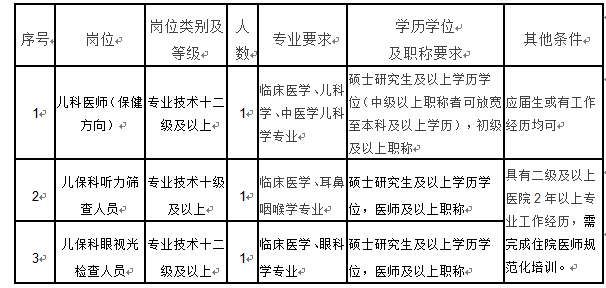 序号
岗位
岗位类别及
等级
人
数
专业要求
学历学位
及职称要求
其他条件
1
儿科医师（保健
方向）
专业技术十二
级及以上
1
临床医学、儿科
学、中医学儿科
学专业
硕士研究生及以上学历学
位（中级以上职称者可放宽
至本科及以上学历），初级
及以上职称
应届生或有工作
经历均可
2
儿保科听力筛
查人员
专业技术十级
及以上
1
临床医学、耳鼻
咽喉学专业
硕士研究生及以上学历学
位，医师及以上职称
具有二级及以上
医院 2 年以上专
业工作经历，需
完成住院医师规
范化培训。
3
儿保科眼视光
检查人员
专业技术十二
级及以上
1
临床医学、眼科
学专业
硕士研究生及以上学历学
位，医师及以上职称